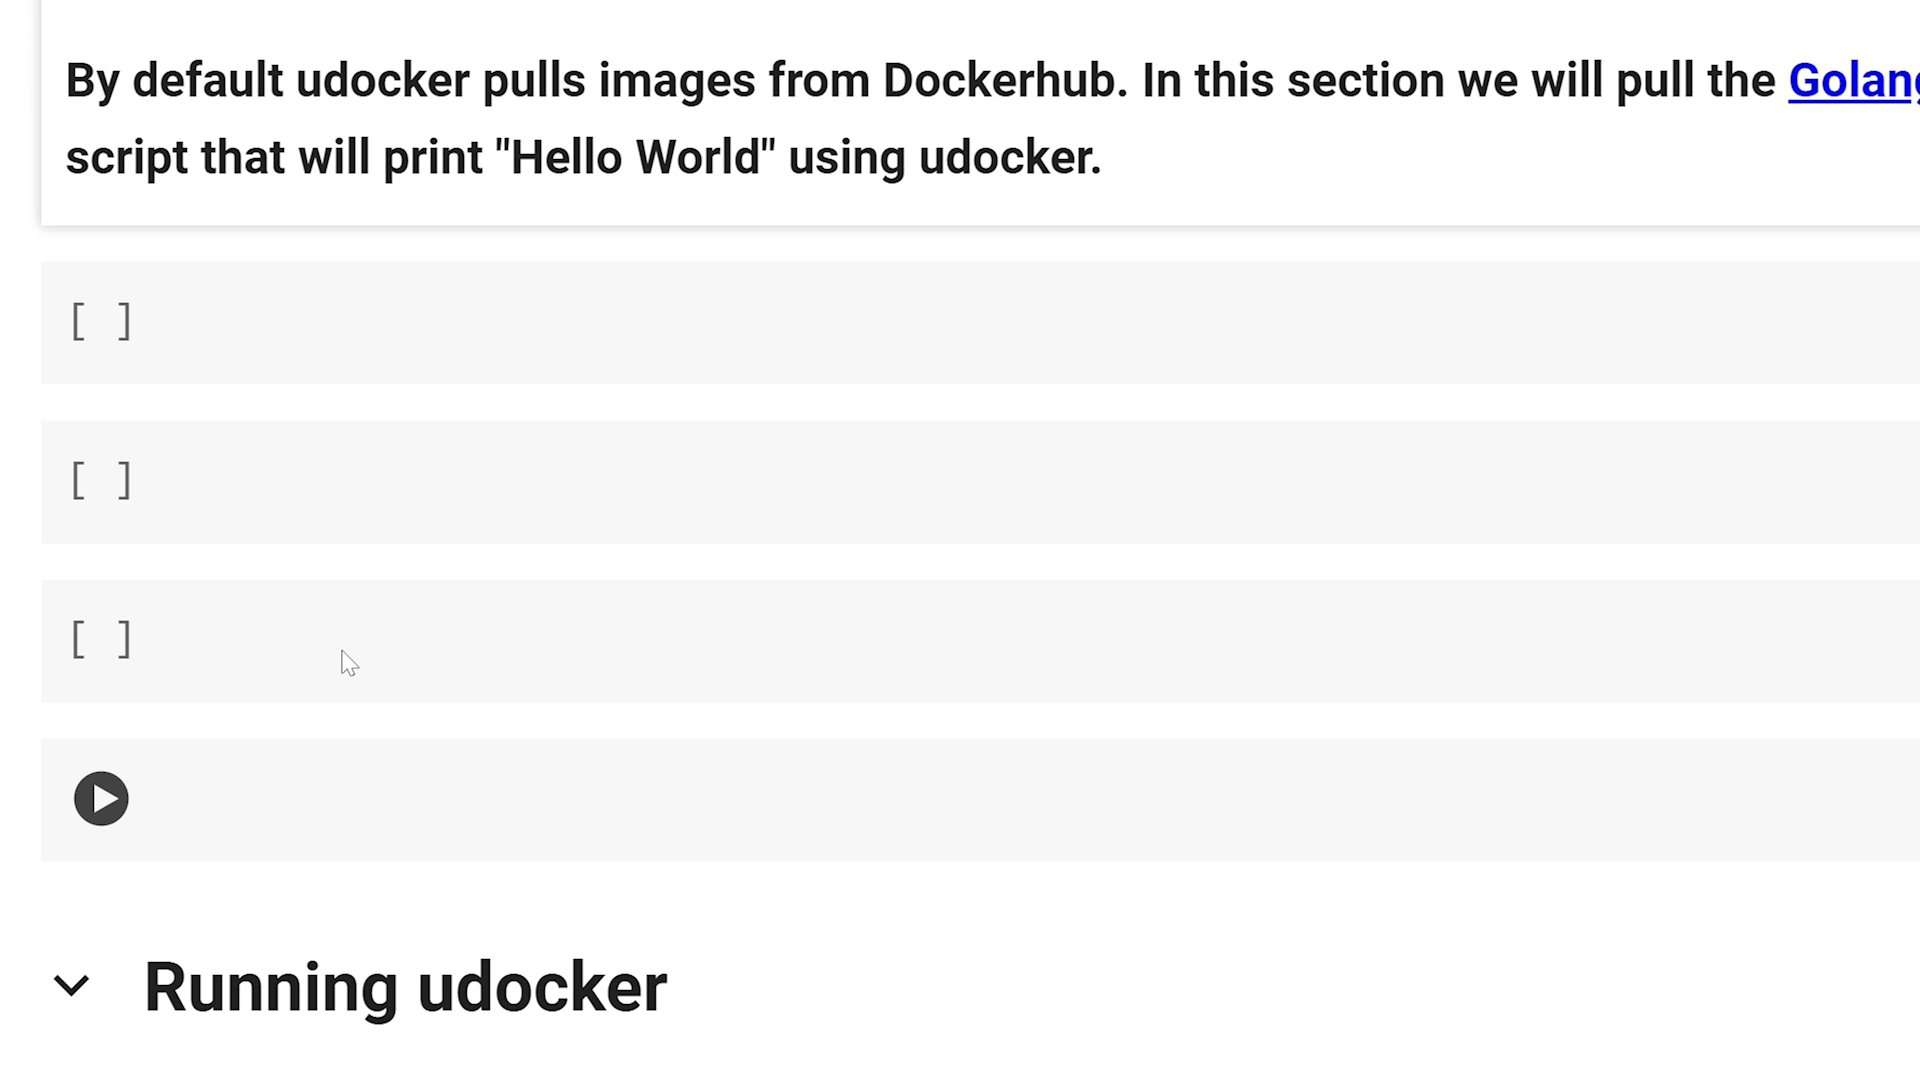 By default udocker pulls images from Dockerhub. In this section we will pull the Golang
script that will print "Hello World" using udocker.
[ ]
[ ]
[ ]
Running udocker